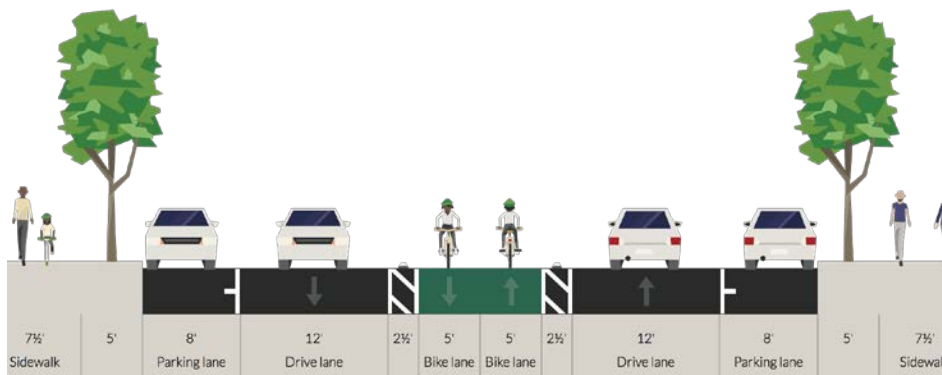 7½' 5' 8' 12' 2½' 5' 5' 2½' 12' 8' 5' 7½'
Sidewalk Parking lane Drive lane Bike lane Bike lane Drive lane Parking lane Sidewal